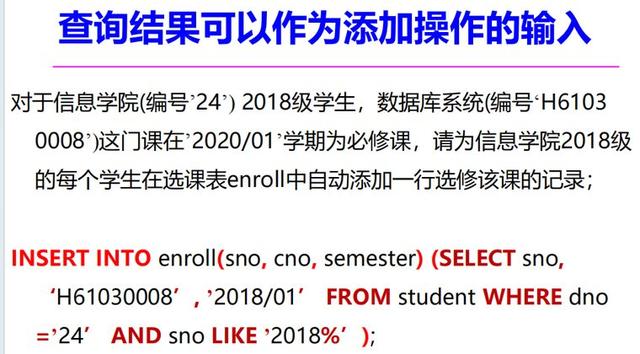 查询结果可以作为添加操作的输入
对于信息学院(编号’24’) 2018级学生，数据库系统(编号‘H6103
0008’)这门课在’2020/01’学期为必修课，请为信息学院2018级
的每个学生在选课表enroll中自动添加一行选修该课的记录；
INSERT INTO enroll(sno, cno, semester) (SELECT sno,
‘H61030008’, ’2018/01’ FROM student WHERE dno
=’24’ AND sno LIKE ’2018%’);